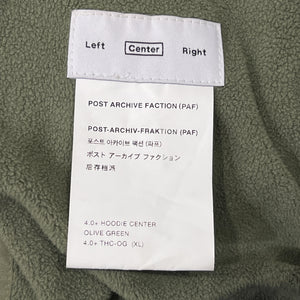 Left Center Right
POST ARCHIVE FACTION (PAF)
POST-ARCHIV-FRAKTION (PAF)
포스트 아카이브 팩션 (파프)
ポスト アーカイブ ファクション
后存档派
4.0+ HOODIE CENTER
OLIVE GREEN
4.0+ THC-OG (XL)